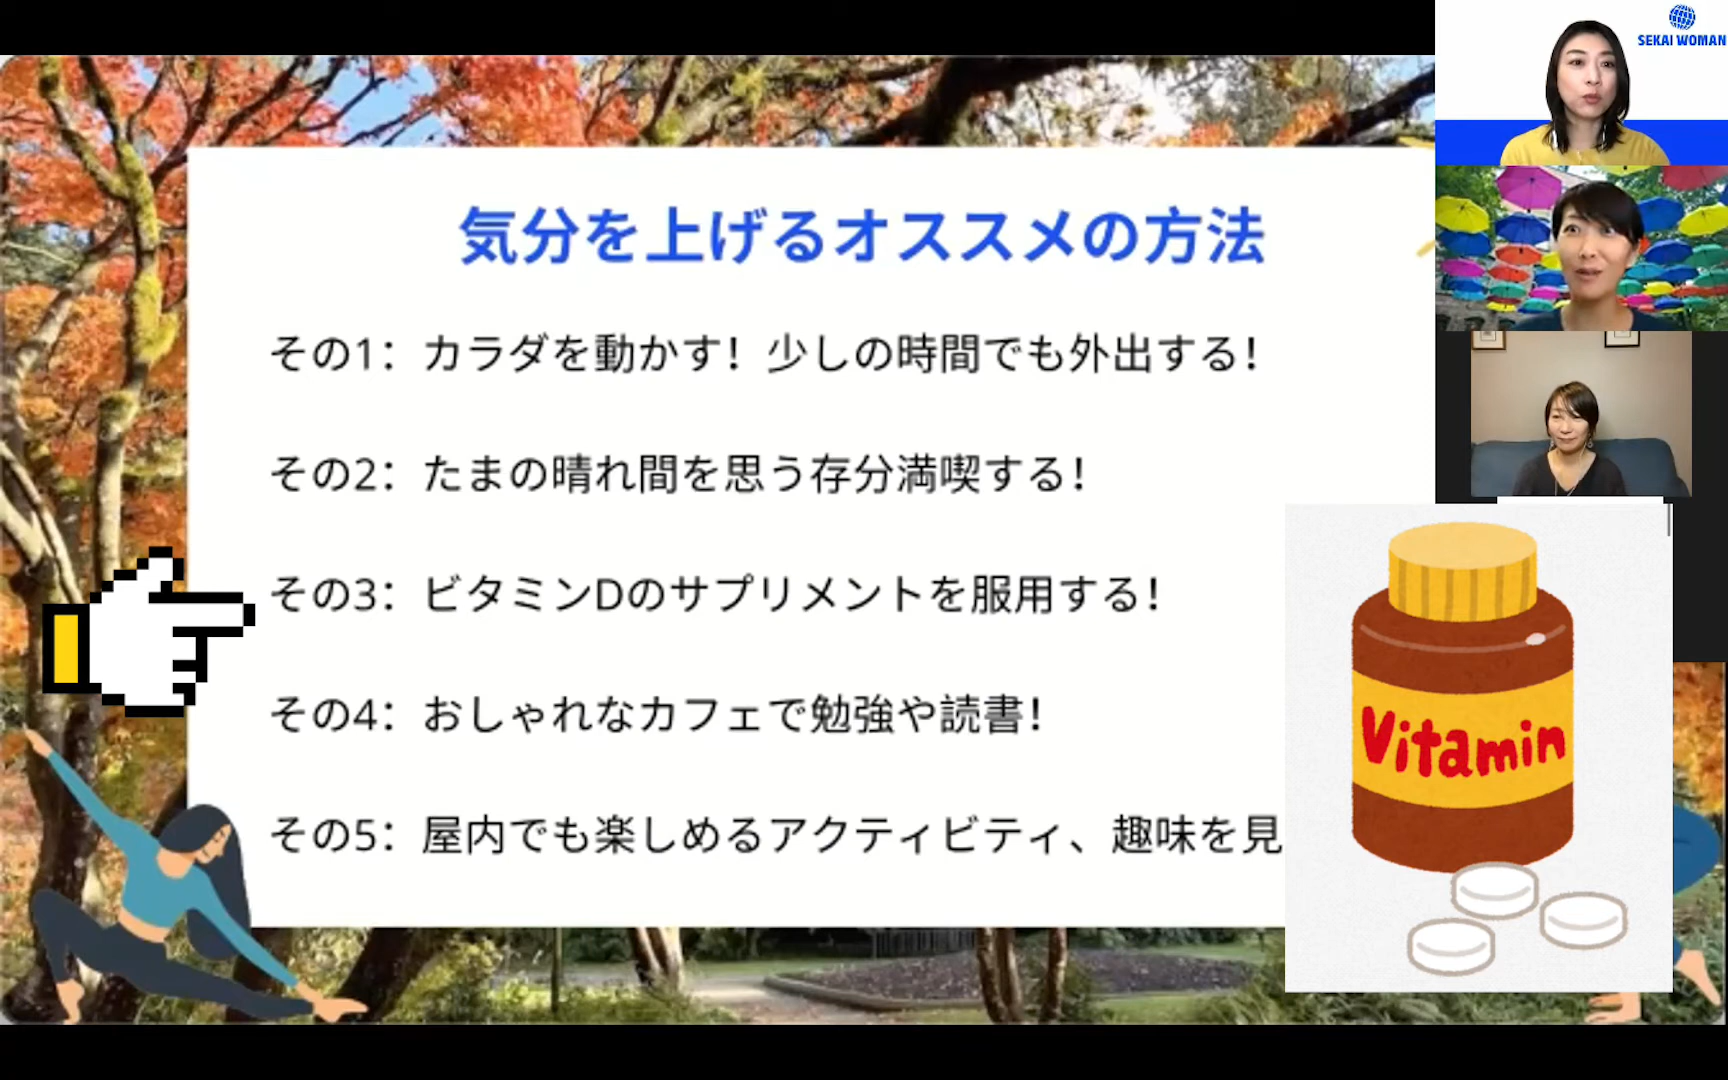 SEKAI WOMAN
気分を上げるオススメの方法
その1：カラダを動かす！少しの時間でも外出する！
その2：たまの晴れ間を思う存分満喫する！
その3：ビタミンDのサプリメントを服用する！
その4：おしゃれなカフェで勉強や読書！
その5：屋内でも楽しめるアクティビティ、趣味を見
Vitamin